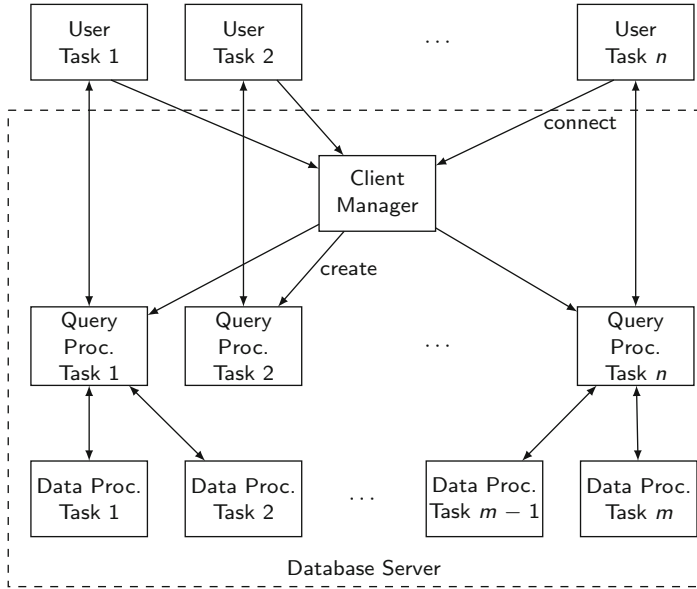 User
Task 1
User
Task 2
...
User
Task n
connect
Client
Manager
create
Query
Proc.
Task 1
Query
Proc.
Task 2
...
Query
Proc.
Task n
Data Proc.
Task 1
Data Proc.
Task 2
...
Data Proc.
Task m − 1
Data Proc.
Task m
Database Server